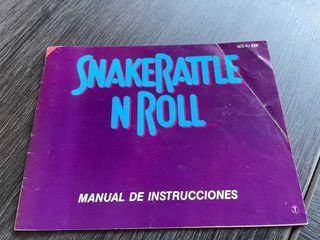 SNAKERATTLE
N ROLL
MANUAL DE INSTRUCCIONES